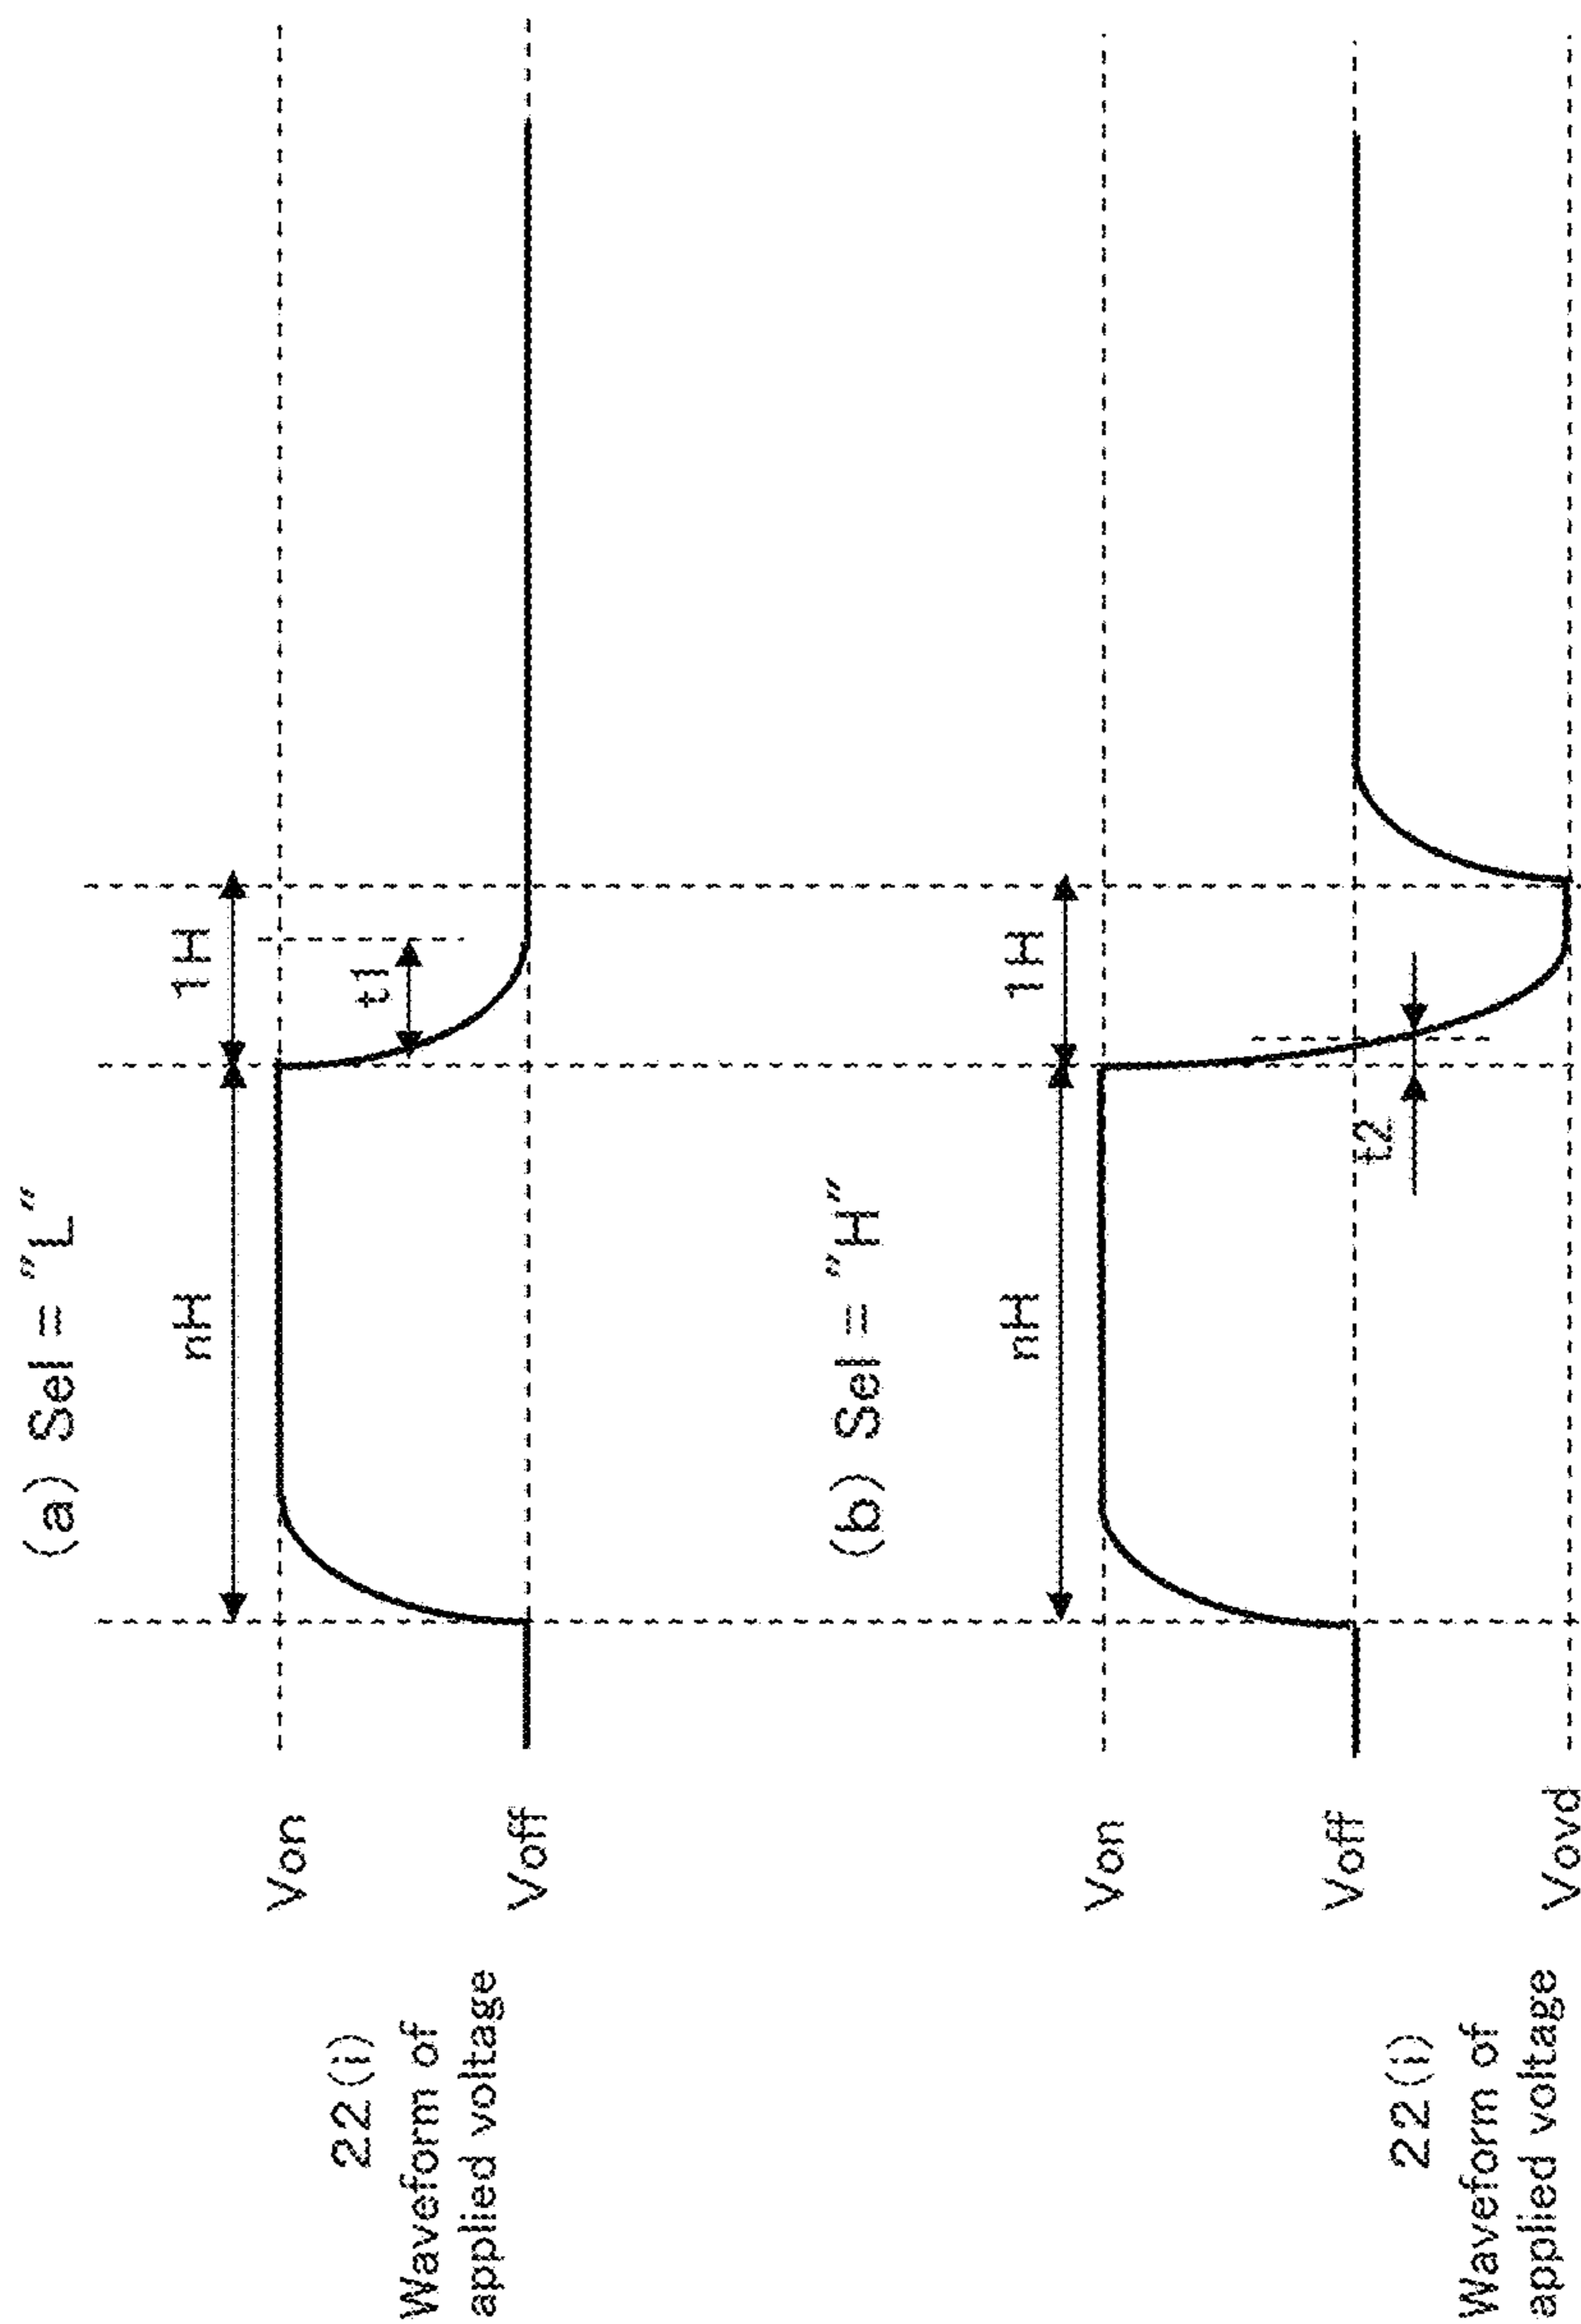 (a) Sel = "L"
nH
1H
t1
Von
Voff
22(i)
Waveform of
applied voltage
(b) Sel = "H"
nH
1H
t2
Von
Voff
Vovd
22(i)
Waveform of
applied voltage